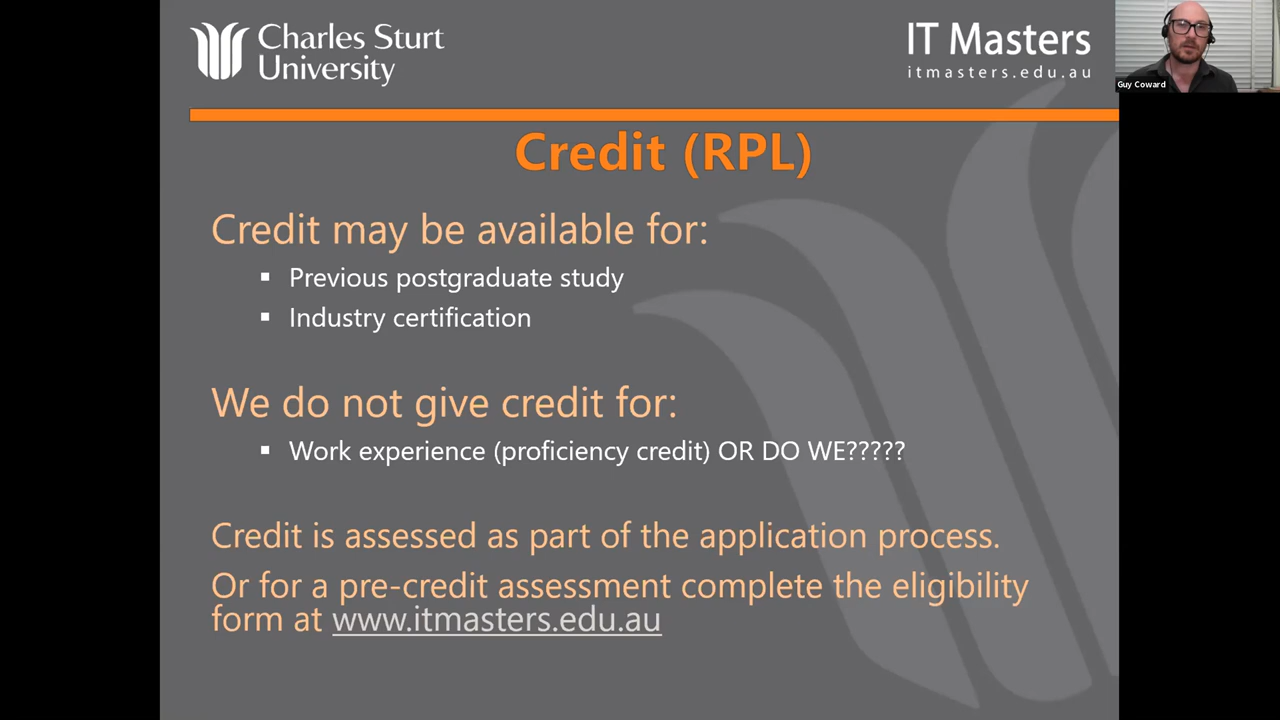 Charles Sturt
University
IT Masters
itmasters.edu.au
Guy Coward
Credit (RPL)
Credit may be available for:
▪ Previous postgraduate study
▪ Industry certification
We do not give credit for:
▪ Work experience (proficiency credit) OR DO WE?????
Credit is assessed as part of the application process.
Or for a pre-credit assessment complete the eligibility
form at www.itmasters.edu.au